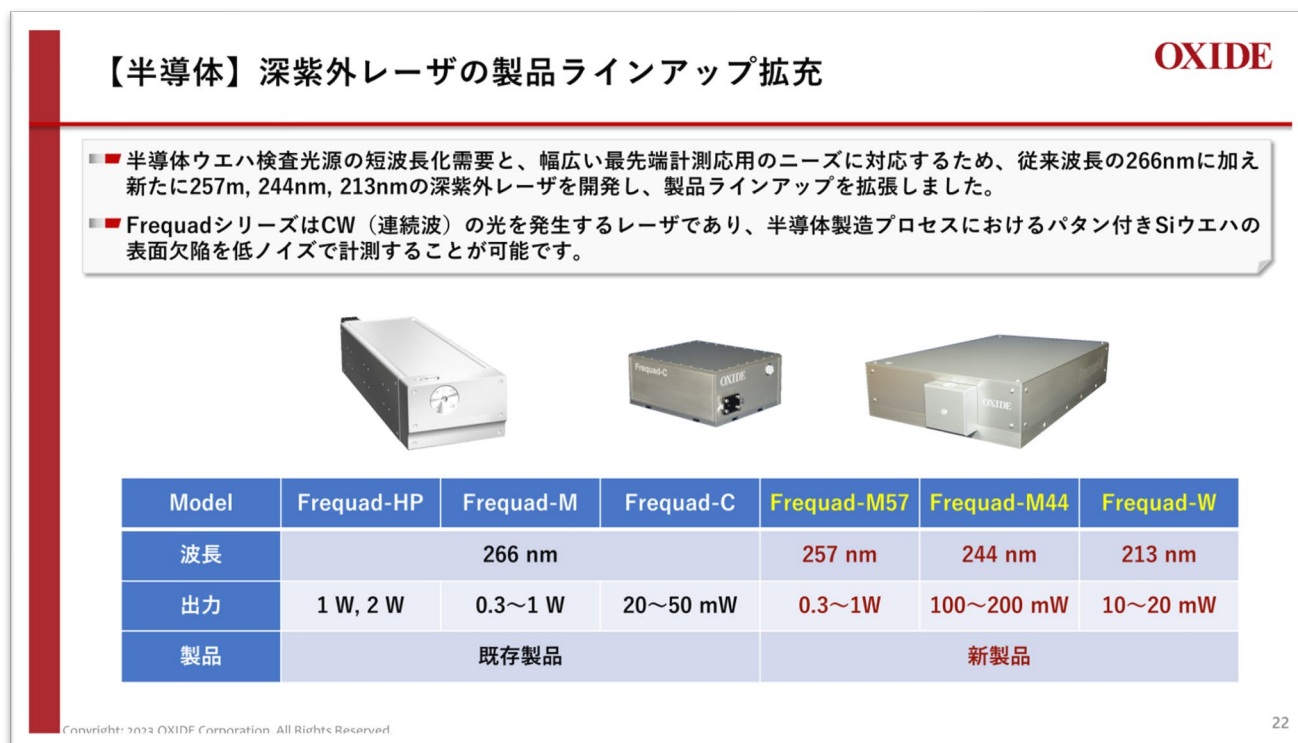 【半導体】深紫外レーザの製品ラインアップ拡充
OXIDE
半導体ウエハ検査光源の短波長化需要と、幅広い最先端計測応用のニーズに対応するため、従来波長の266nmに加え
新たに257m, 244nm, 213nmの深紫外レーザを開発し、製品ラインアップを拡張しました。
FrequadシリーズはCW（連続波）の光を発生するレーザであり、半導体製造プロセスにおけるパタン付きSiウエハの
表面欠陥を低ノイズで計測することが可能です。
Frequad-C
OXIDE
OXIDE
Model Frequad-HP Frequad-M Frequad-C Frequad-M57 Frequad-M44 Frequad-W
波長 266 nm 257 nm 244 nm 213 nm
出力 1 W, 2 W 0.3～1 W 20～50 mW 0.3～1W 100～200 mW 10～20 mW
製品 既存製品 新製品
Copyright: 2023 OXIDE Corporation. All Rights Reserved.
22